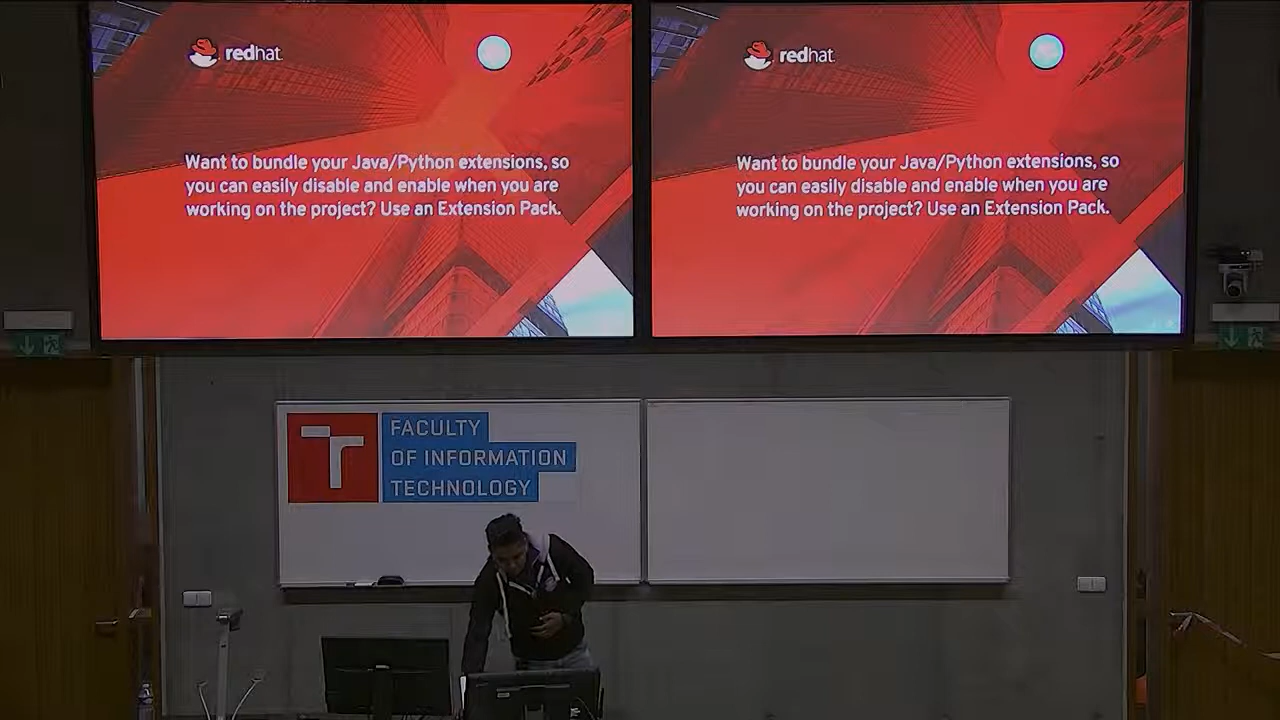 redhat.
Want to bundle your Java/Python extensions, so
you can easily disable and enable when you are
working on the project? Use an Extension Pack.
redhat.
Want to bundle your Java/Python extensions, so
you can easily disable and enable when you are
working on the project? Use an Extension Pack.
FACULTY
OF INFORMATION
TECHNOLOGY